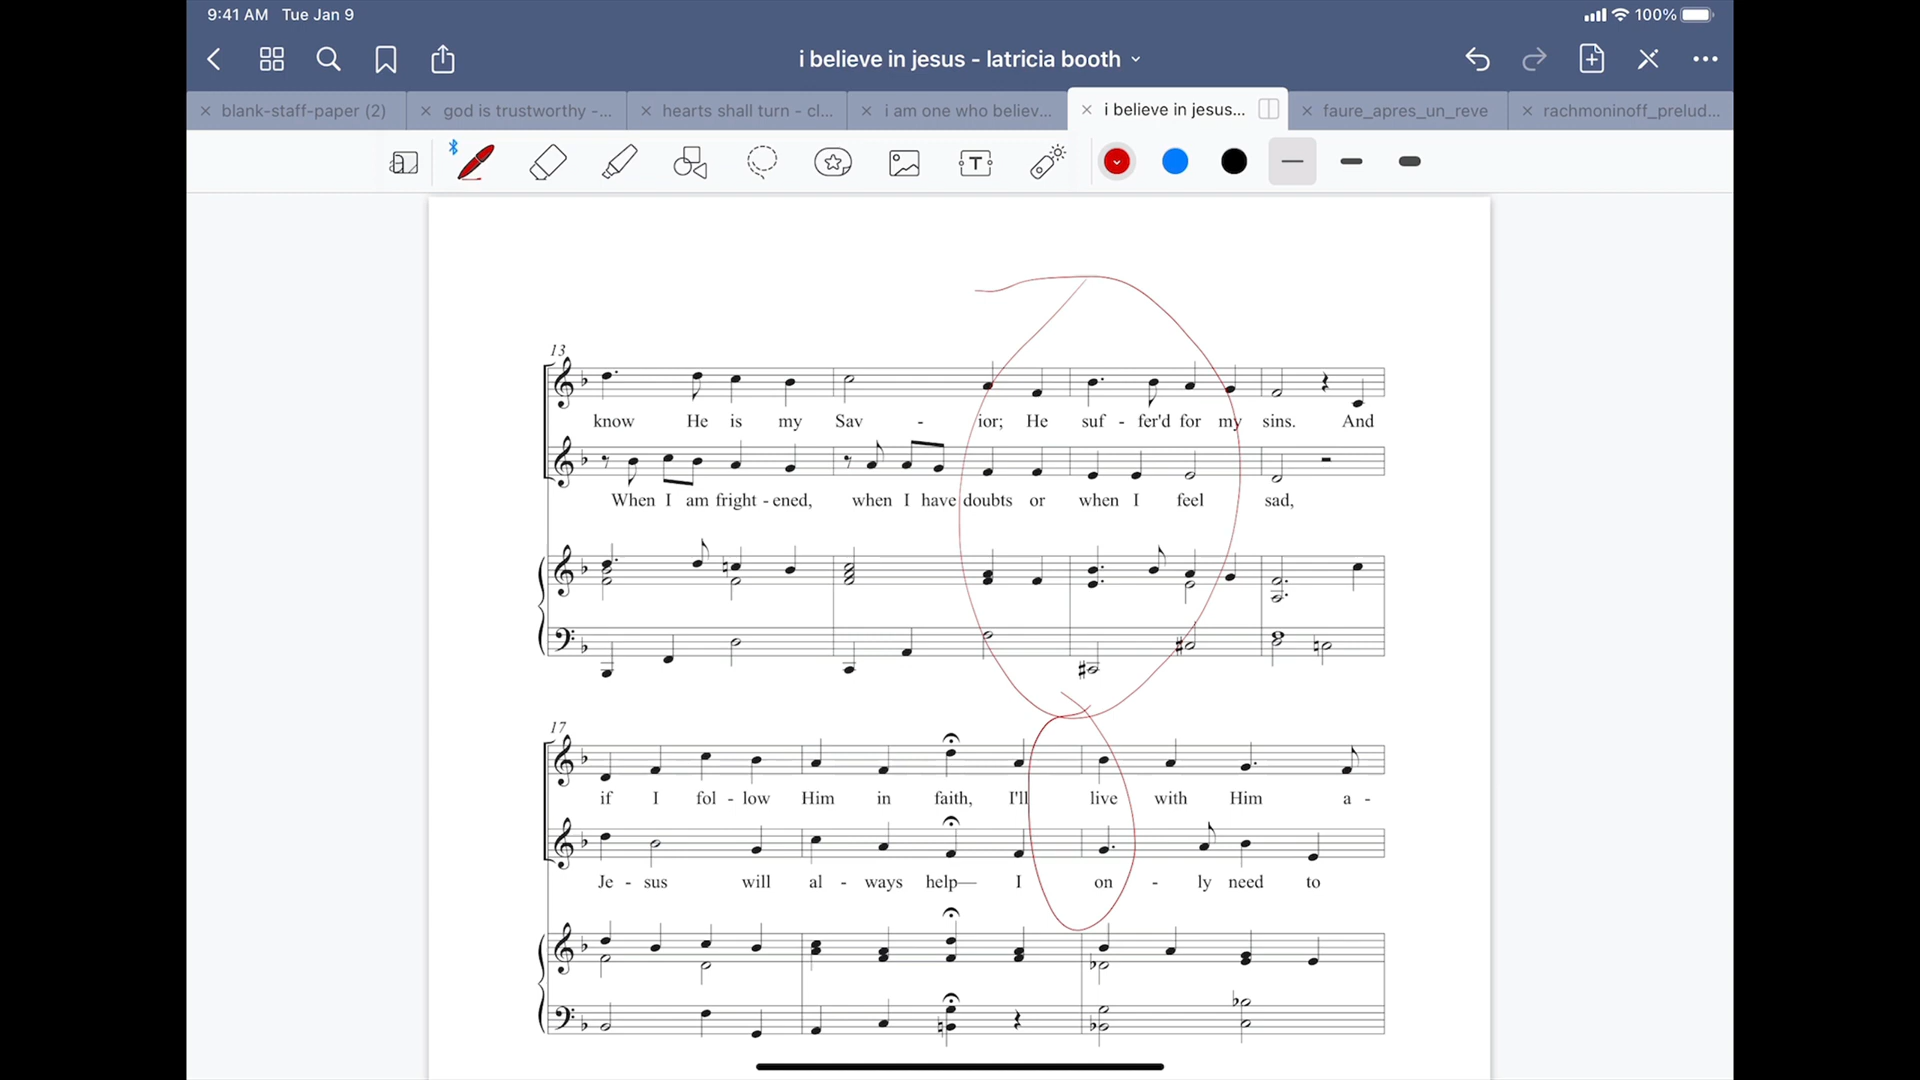 9:41 AM Tue Jan 9
100%
i believe in jesus - latricia booth
blank-staff-paper (2)
god is trustworthy -...
hearts shall turn - cl...
i am one who believ...
i believe in jesus...
faure_apres_un_reve
rachmoninoff_prelud...
a
T
13
know He is my Sav - ior; He suf - fer'd for my sins. And
When I am fright - ened, when I have doubts or when I feel sad,
17
if I fol - low Him in faith, I'll live with Him a -
Je - sus will al - ways help— I on - ly need to